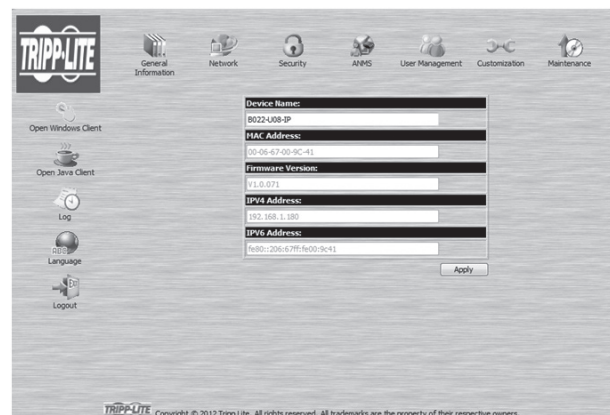 TRIPP·LITE
General Information
Network
Security
ANMS
User Management
Customization
Maintenance
Open Windows Client
Open Java Client
Log
Language
Logout
Device Name:
B022-U08-IP
MAC Address:
00-06-67-00-9C-41
Firmware Version:
V1.0.071
IPV4 Address:
192.168.1.180
IPV6 Address:
fe80::206:67ff:fe00:9c41
Apply
TRIPP·LITE Copyright © 2012 Tripp Lite. All rights reserved. All trademarks are the property of their respective owners.